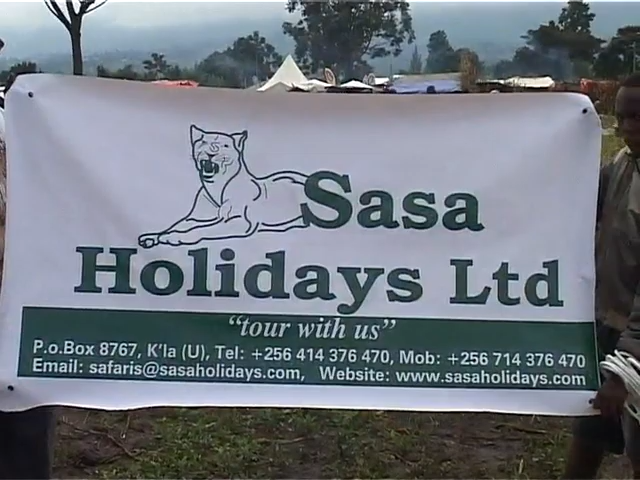 Sasa
Holidays Ltd
"tour with us"
P.o.Box 8767, K'la (U), Tel: +256 414 376 470, Mob: +256 714 376 470
Email: safaris@sasaholidays.com, Website: www.sasaholidays.com